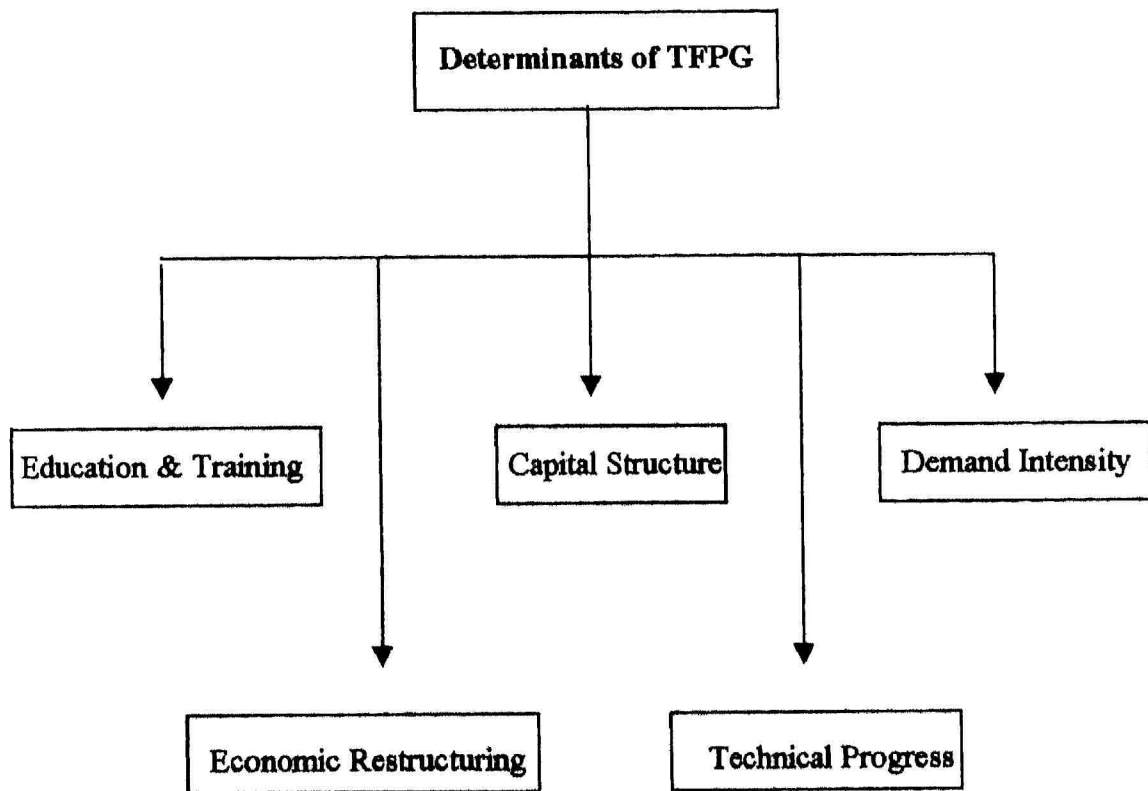 Determinants of TFPG
Education & Training
Capital Structure
Demand Intensity
Economic Restructuring
Technical Progress